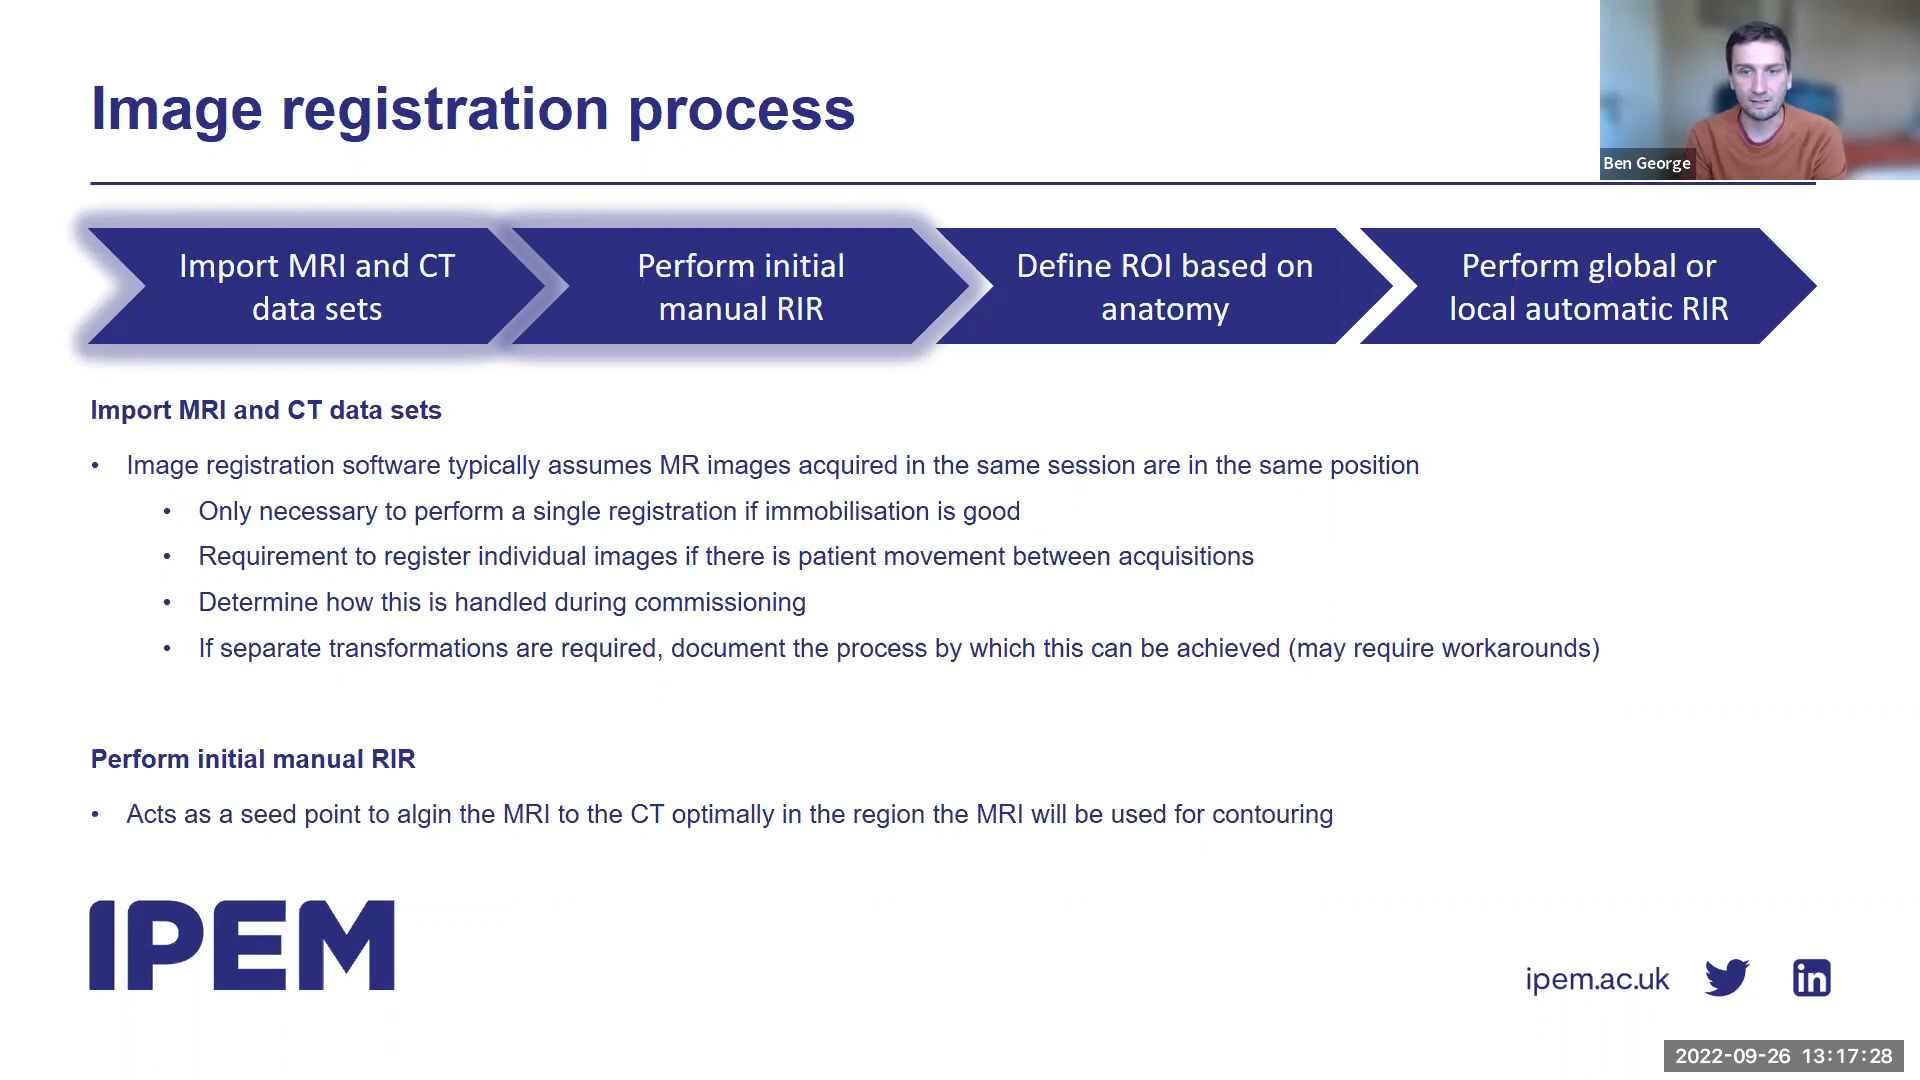 Image registration process
Ben George
Import MRI and CT
data sets
Perform initial
manual RIR
Define ROI based on
anatomy
Perform global or
local automatic RIR
Import MRI and CT data sets
• Image registration software typically assumes MR images acquired in the same session are in the same position
• Only necessary to perform a single registration if immobilisation is good
• Requirement to register individual images if there is patient movement between acquisitions
• Determine how this is handled during commissioning
• If separate transformations are required, document the process by which this can be achieved (may require workarounds)
Perform initial manual RIR
• Acts as a seed point to algin the MRI to the CT optimally in the region the MRI will be used for contouring
IPEM
ipem.ac.uk
in
2022-09-26 13:17:28